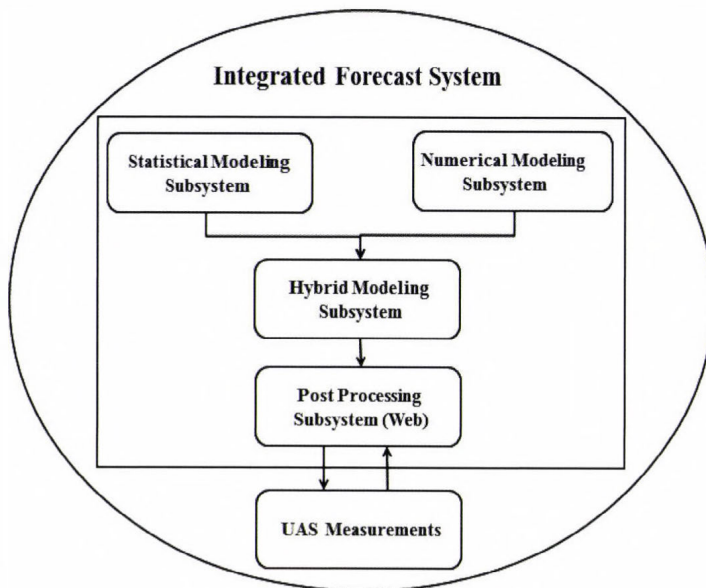 Integrated Forecast System
Statistical Modeling
Subsystem
Numerical Modeling
Subsystem
Hybrid Modeling
Subsystem
Post Processing
Subsystem (Web)
UAS Measurements